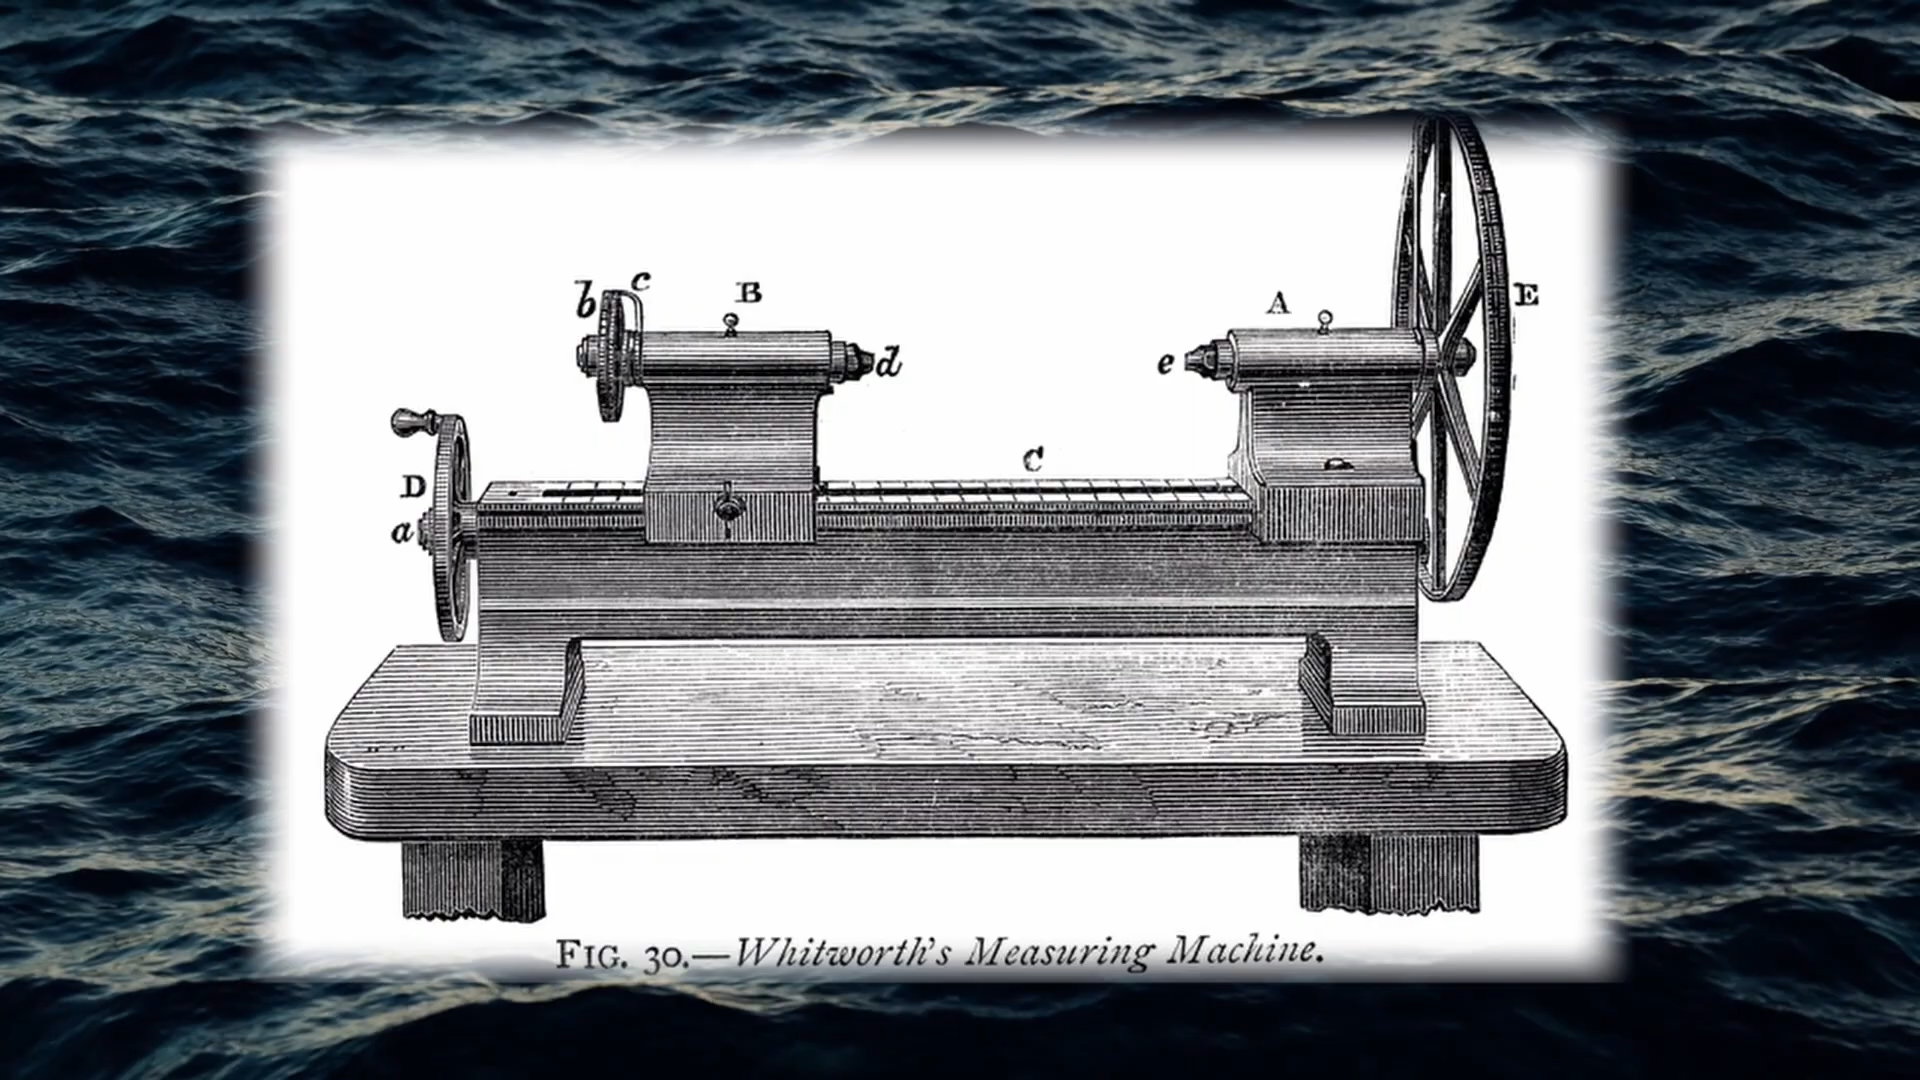 b c B A E
e
d
C
D
a
FIG. 30.—Whitworth's Measuring Machine.